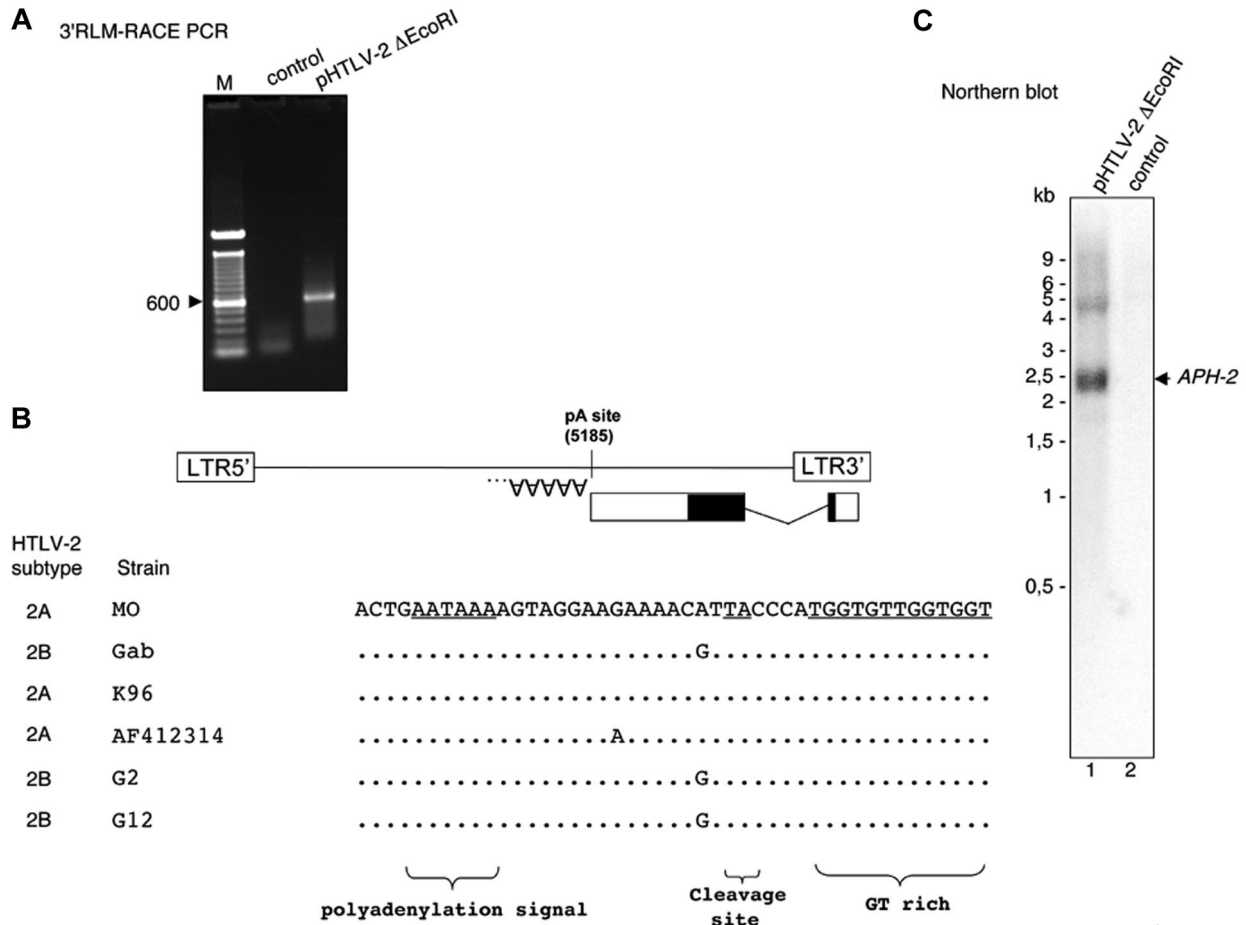 A
3'RLM-RACE PCR
M
control
pHTLV-2 ΔEcoRI
600
B
pA site
(5185)
LTR5'
LTR3'
....AAAAA
HTLV-2
subtype
Strain
2A MO ACTGAATAAAAGTAGGAAGAAAACATTACCCATGGTGTTGGTGGT
2B Gab ........................G....................
2A K96 .............................................
2A AF412314 ..................A..........................
2B G2 ........................G....................
2B G12 ........................G....................
polyadenylation signal
Cleavage
site
GT rich
C
Northern blot
pHTLV-2 ΔEcoRI
control
kb
9 -
6 -
5 -
4 -
3 -
2,5 -
2 -
1,5 -
1 -
0,5 -
APH-2
1 2